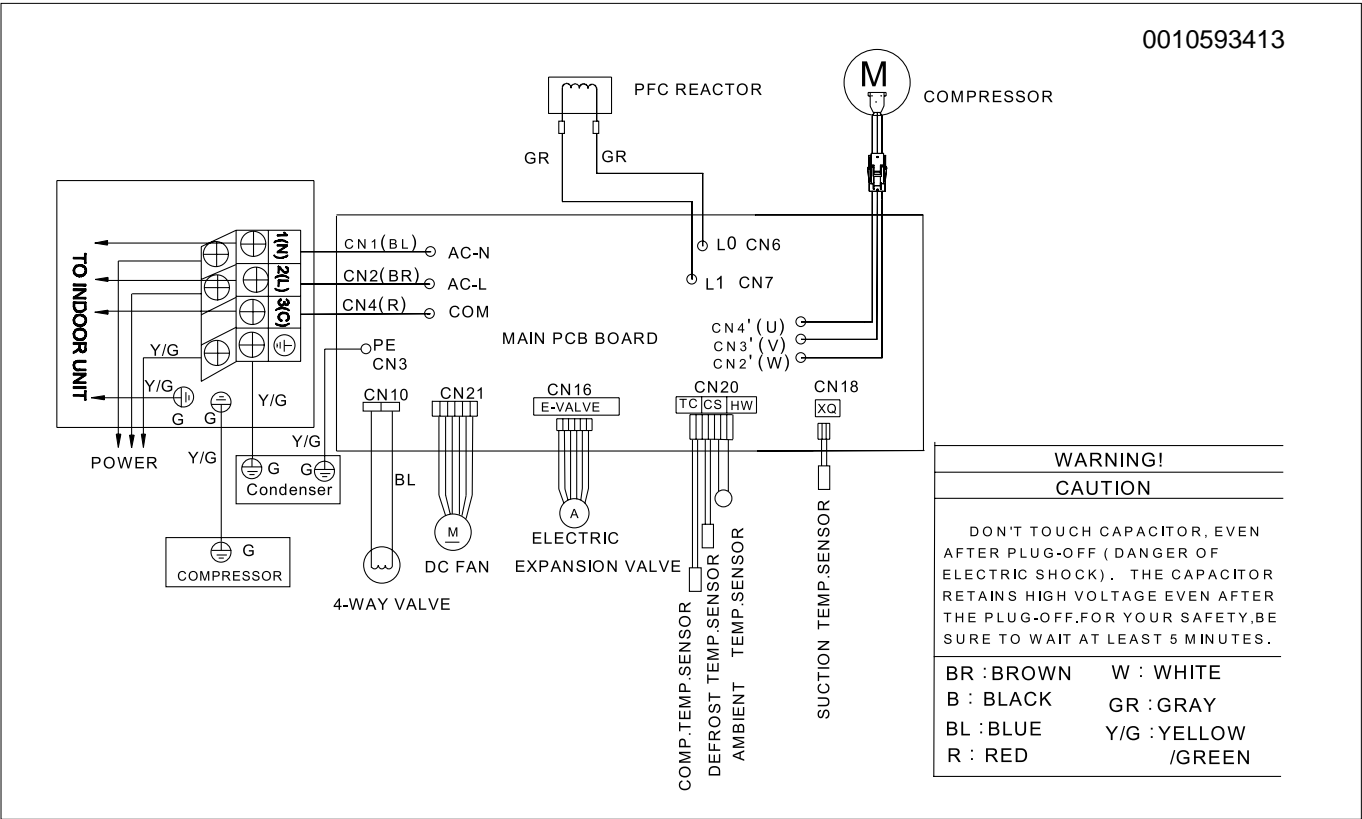 0010593413
PFC REACTOR
M
COMPRESSOR
GR
GR
TO INDOOR UNIT
1(N)
2(L)
3(C)
CN1(BL)
AC-N
CN2(BR)
AC-L
CN4(R)
COM
L0 CN6
L1 CN7
MAIN PCB BOARD
CN4'(U)
CN3'(V)
CN2'(W)
PE
CN3
Y/G
Y/G
G
G
Y/G
Y/G
Y/G
POWER
G
G
Condenser
G
COMPRESSOR
CN10
BL
4-WAY VALVE
CN21
M
DC FAN
CN16
E-VALVE
A
ELECTRIC
EXPANSION VALVE
CN20
TC
CS
HW
COMP.TEMP.SENSOR
DEFROST TEMP.SENSOR
AMBIENT TEMP.SENSOR
CN18
XQ
SUCTION TEMP.SENSOR
WARNING!
CAUTION
DON'T TOUCH CAPACITOR, EVEN
AFTER PLUG-OFF ( DANGER OF
ELECTRIC SHOCK). THE CAPACITOR
RETAINS HIGH VOLTAGE EVEN AFTER
THE PLUG-OFF.FOR YOUR SAFETY,BE
SURE TO WAIT AT LEAST 5 MINUTES.
BR : BROWN W : WHITE
B : BLACK GR : GRAY
BL : BLUE Y/G : YELLOW
R : RED /GREEN